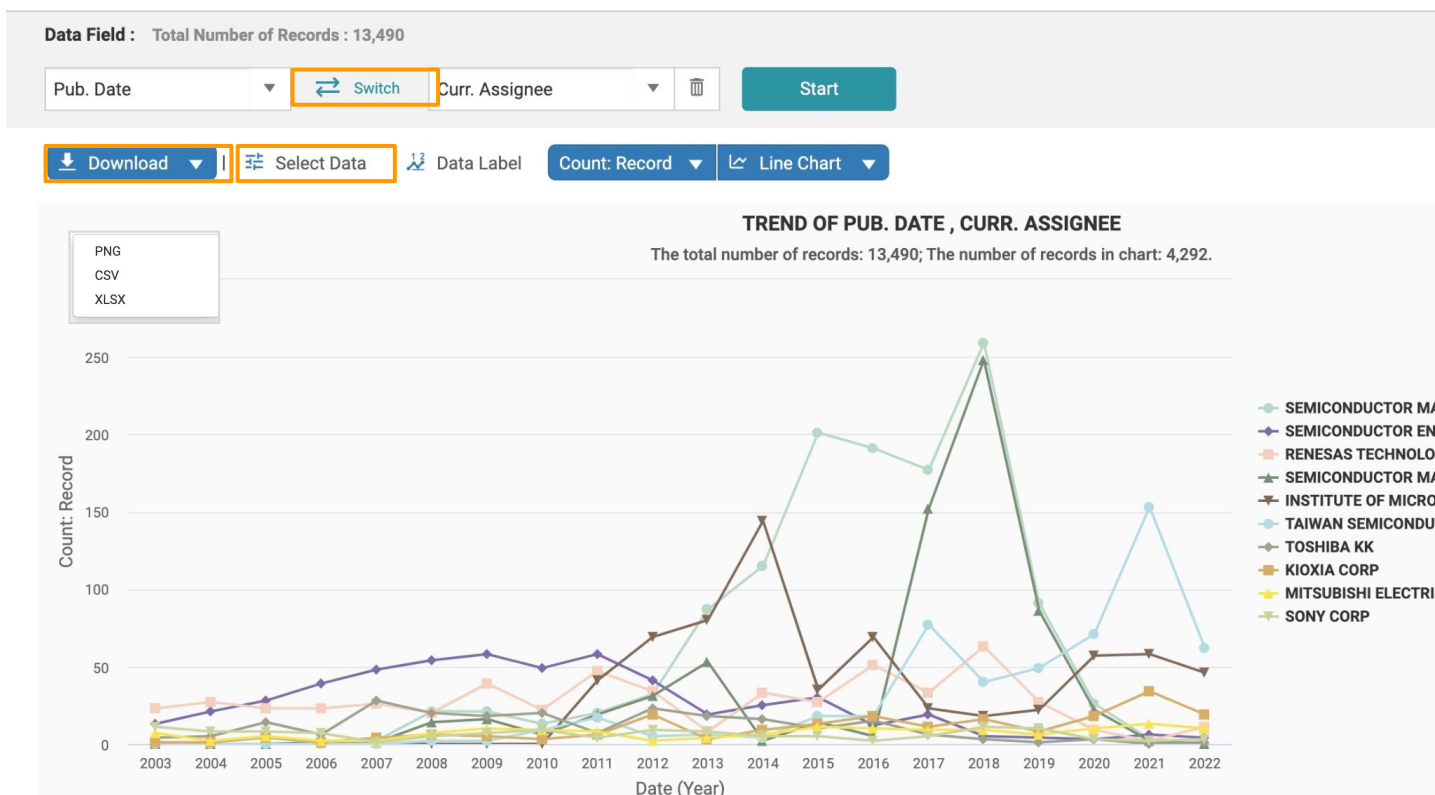 Data Field : Total Number of Records : 13,490
Pub. Date Switch Curr. Assignee Start
Download | Select Data Data Label Count: Record Line Chart
TREND OF PUB. DATE , CURR. ASSIGNEE
The total number of records: 13,490; The number of records in chart: 4,292.
PNG
CSV
XLSX
250
200
150
100
50
0
Count: Record
2003 2004 2005 2006 2007 2008 2009 2010 2011 2012 2013 2014 2015 2016 2017 2018 2019 2020 2021 2022
Date (Year)
SEMICONDUCTOR MA
SEMICONDUCTOR EN
RENESAS TECHNOLO
SEMICONDUCTOR MA
INSTITUTE OF MICRO
TAIWAN SEMICONDU
TOSHIBA KK
KIOXIA CORP
MITSUBISHI ELECTRI
SONY CORP